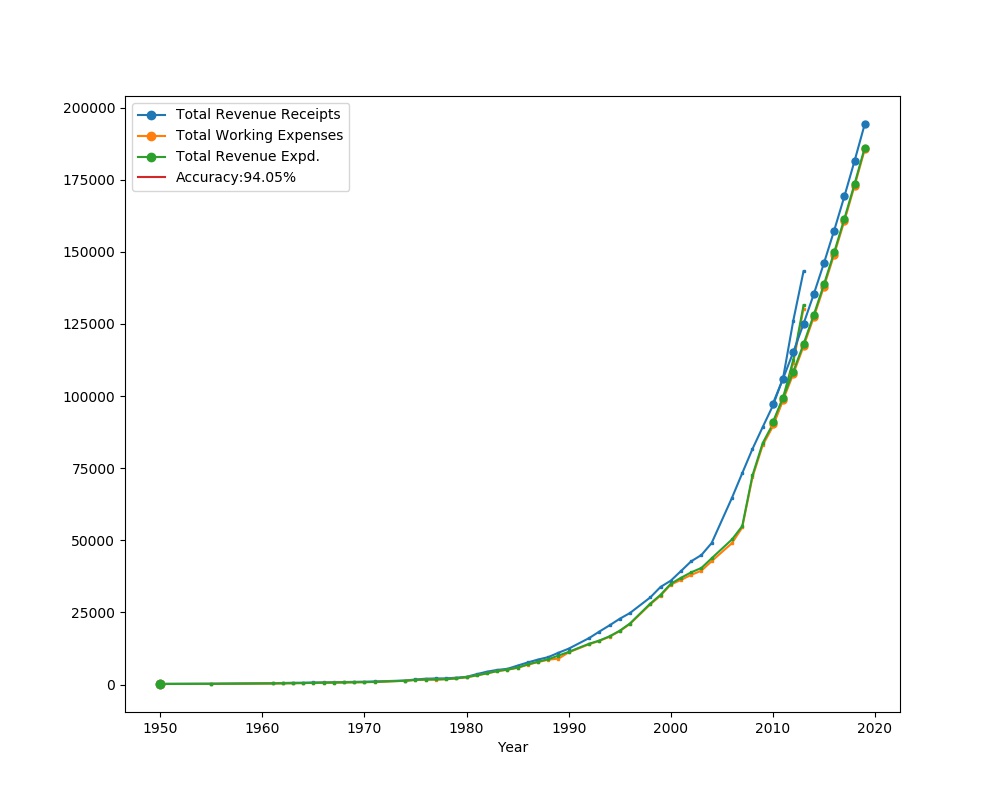 Total Revenue Receipts
Total Working Expenses
Total Revenue Expd.
Accuracy:94.05%
200000
175000
150000
125000
100000
75000
50000
25000
0
1950 1960 1970 1980 1990 2000 2010 2020
Year